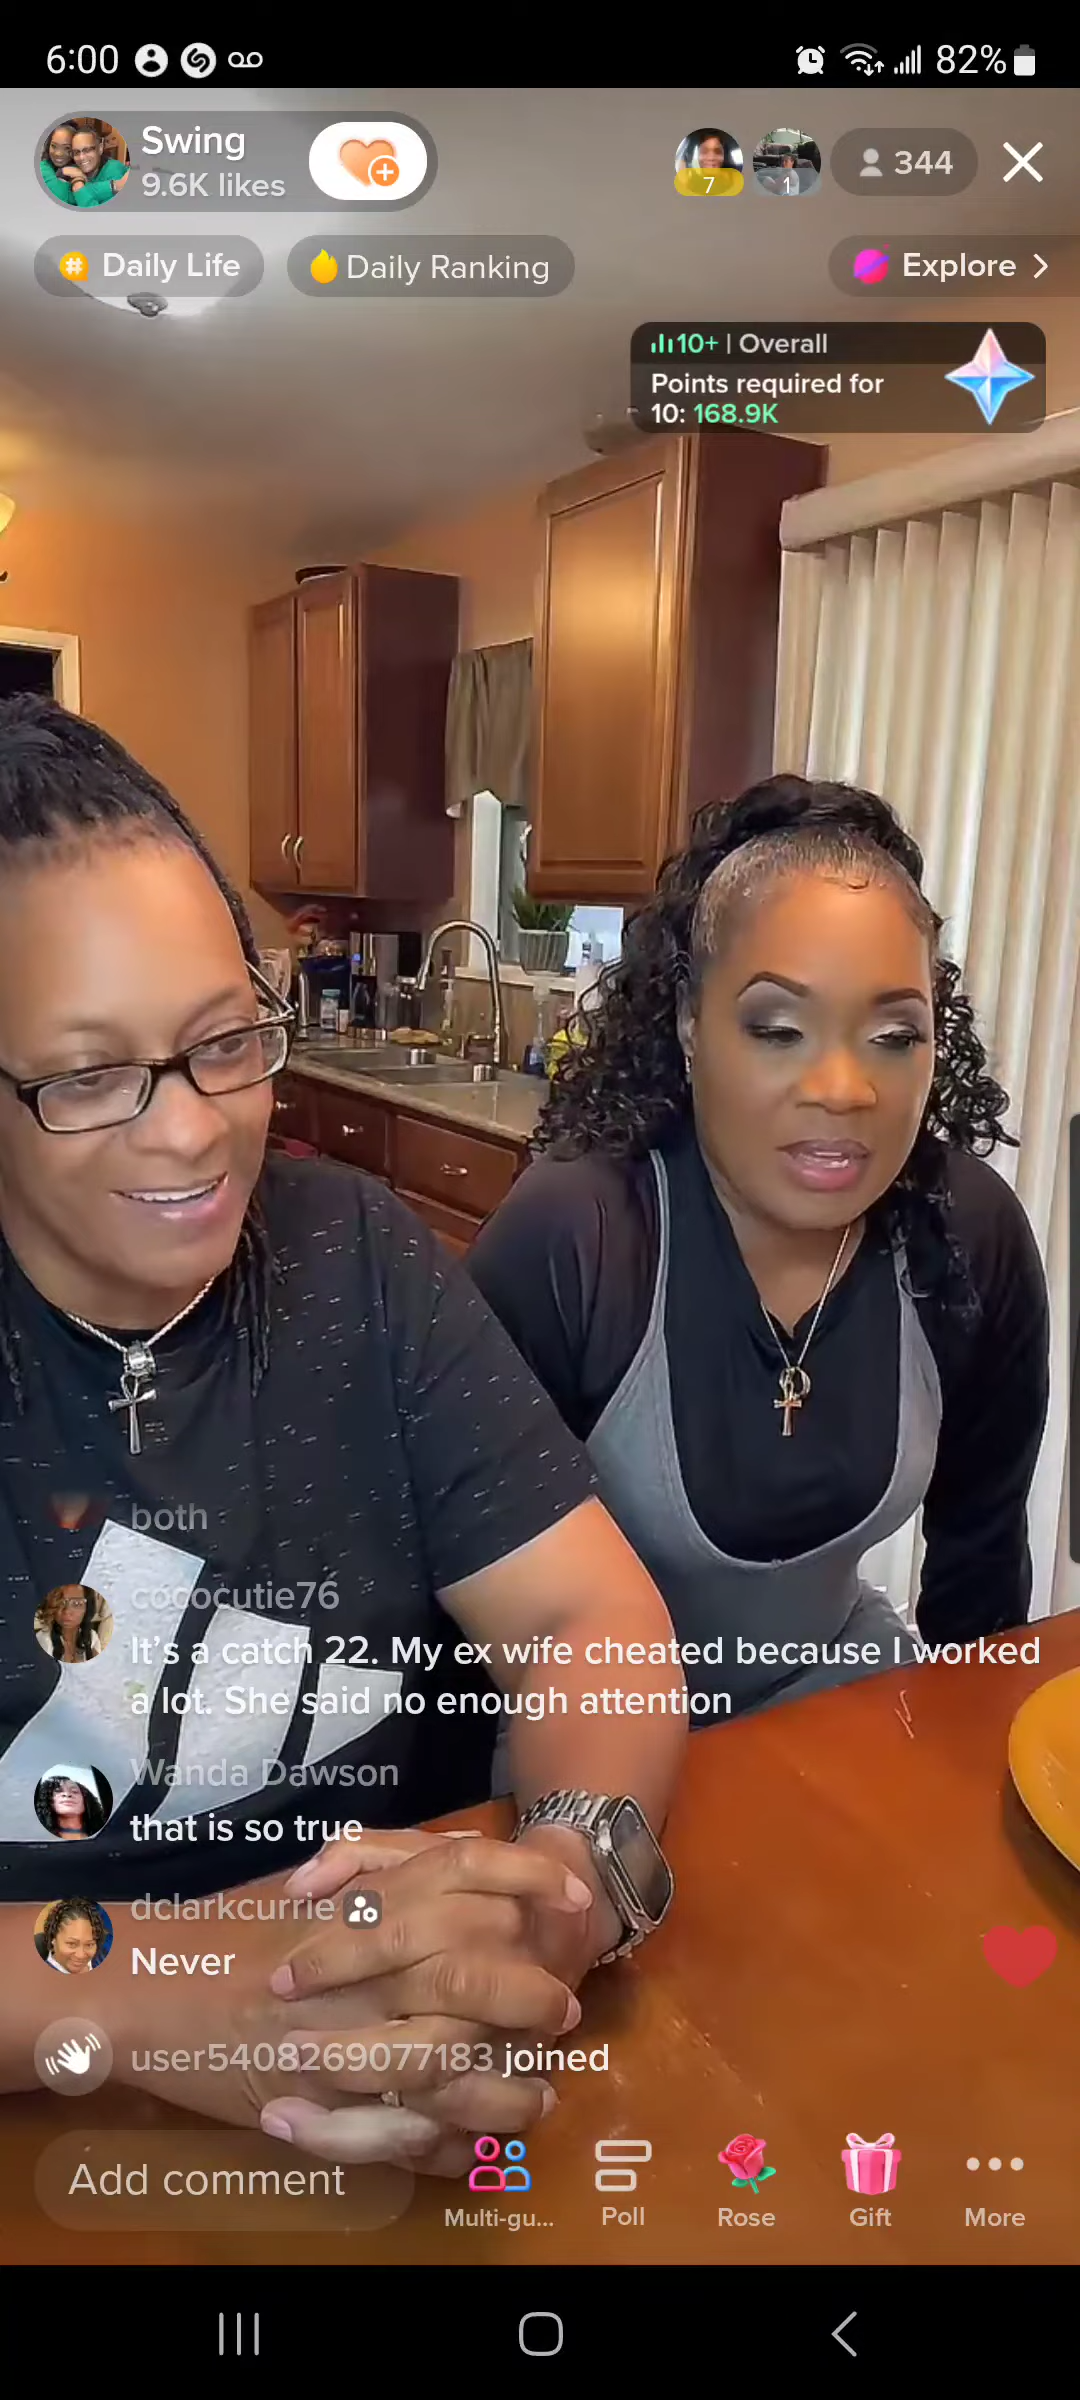 6:00
82%
Swing
9.6K likes
7
1
344
Daily Life
Daily Ranking
Explore
10+ | Overall
Points required for
10: 168.9K
both
cococutie76
It's a catch 22. My ex wife cheated because I worked
a lot. She said no enough attention
Wanda Dawson
that is so true
dclarkcurrie
Never
user5408269077183 joined
Add comment
Multi-gu...
Poll
Rose
Gift
More